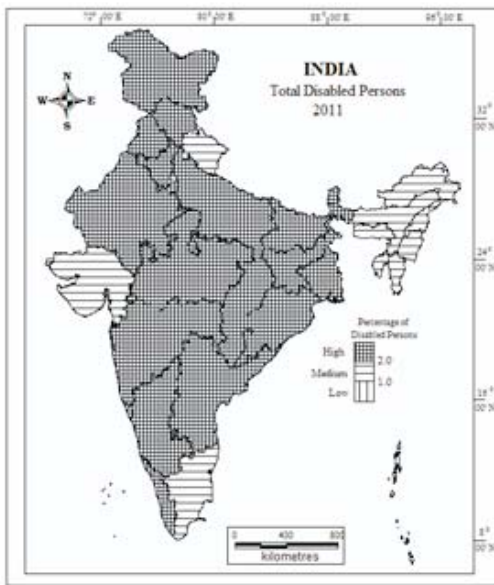 INDIA
Total Disabled Persons
2011
N
W E
S
Percentage of
Disabled Persons
High
2.0
Medium
1.0
Low
0 400 800
kilometres